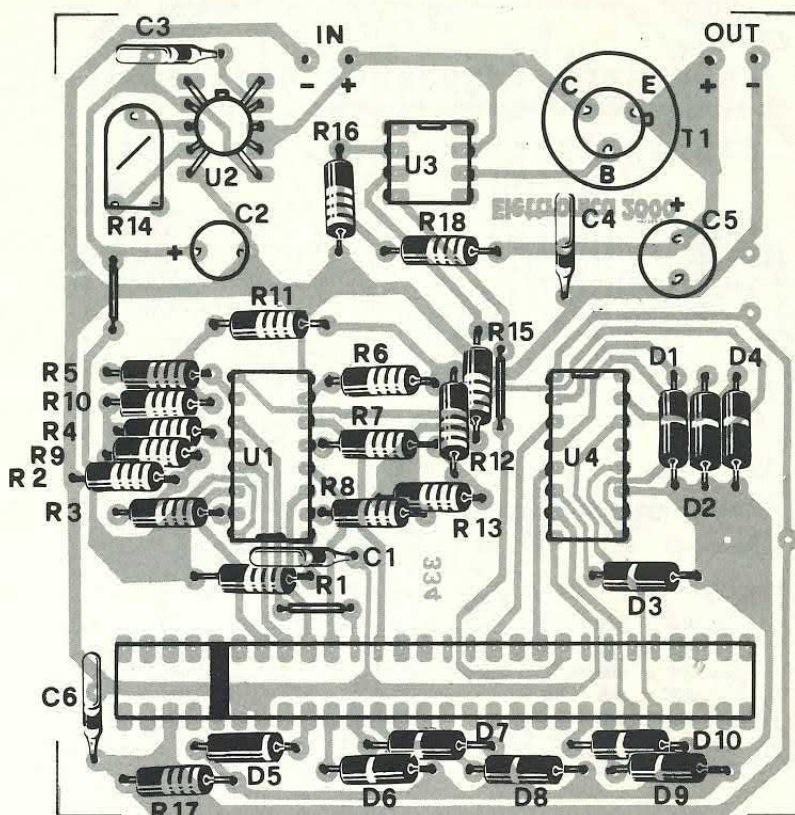 C3
IN
OUT
- +
C E
+ -
R16
U3
T1
U2
B
Elettronica 2000
R14
C2
R18
C4
+
C5
+
R11
R15
R5
R6
D1 D4
R10
R4
R7
R9
U1
U4
R2
R12
R8
R3
R13
D2
C1
334
R1
D3
C6
D7
D10
D5
D6
D8
D9
R17